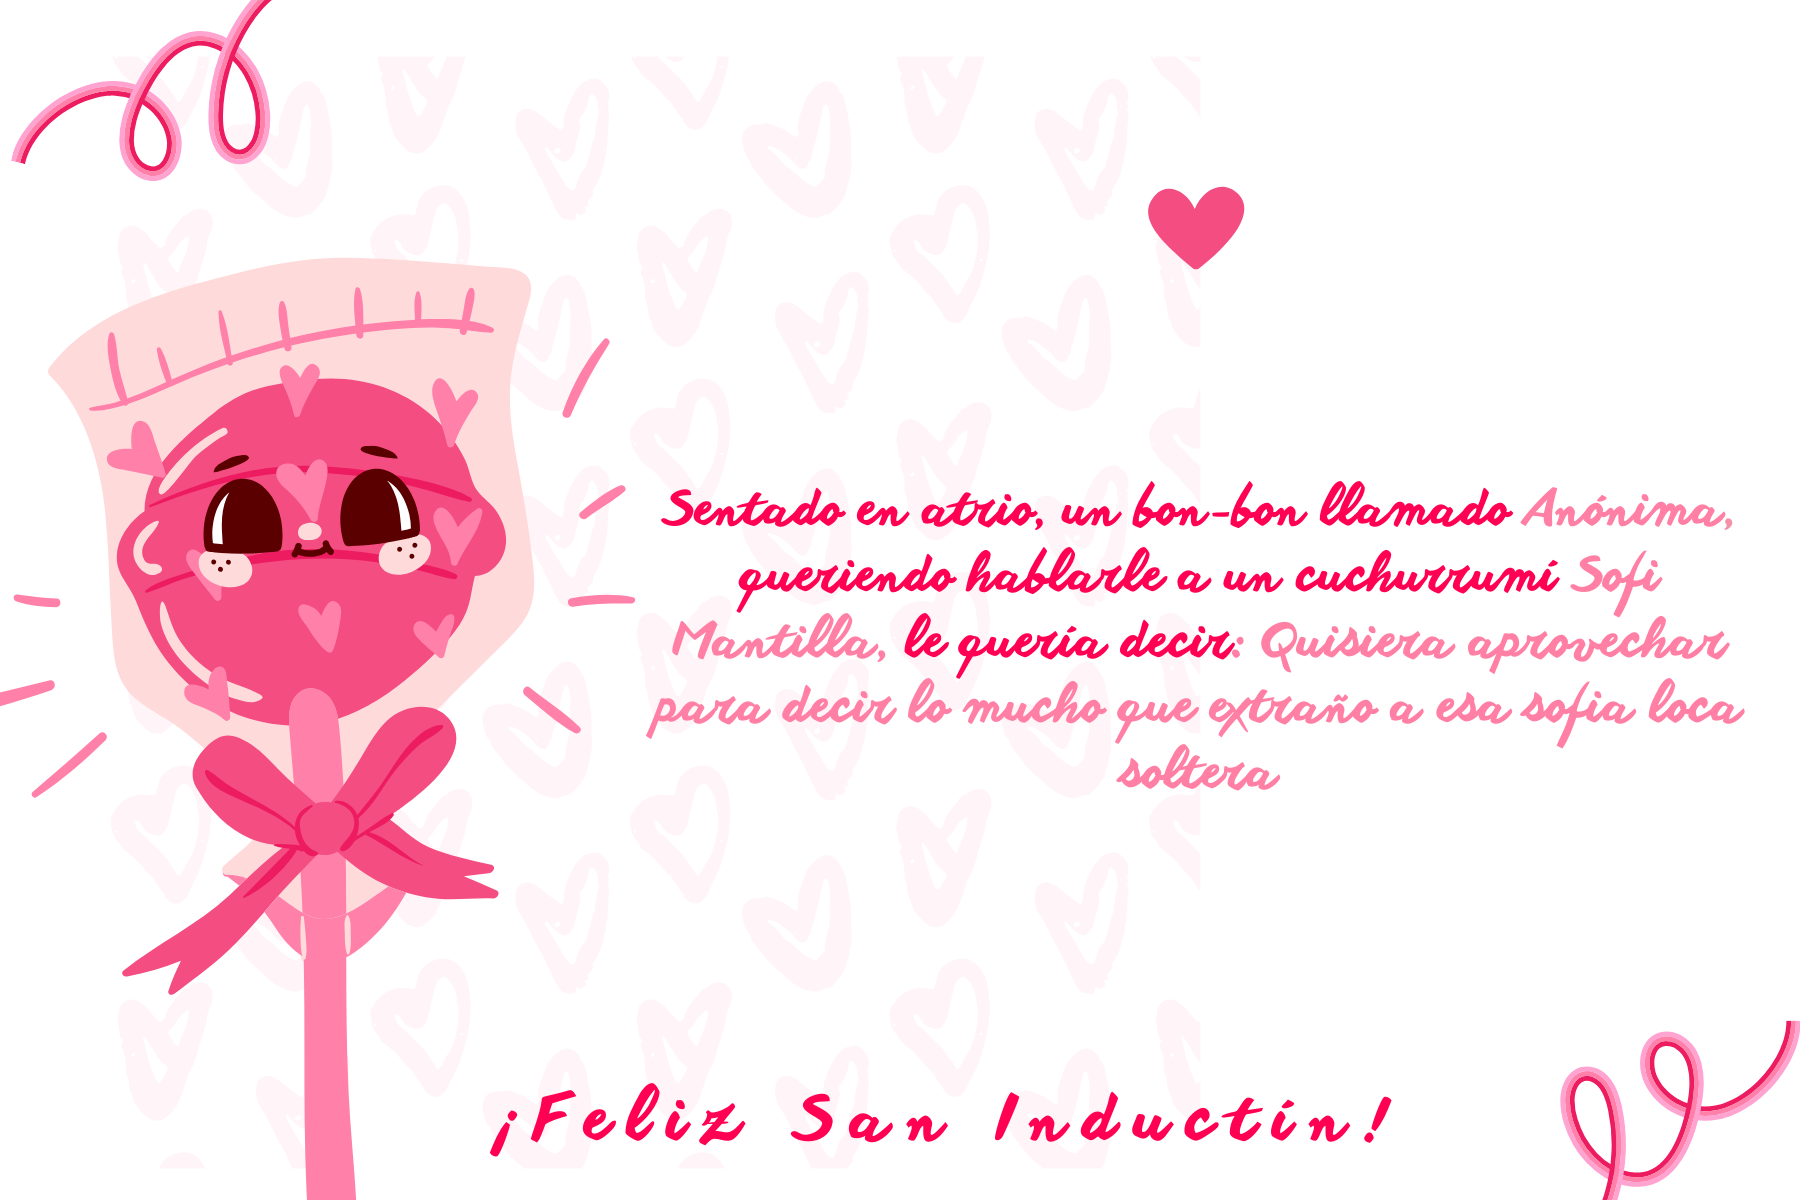 Sentado en atrio, un bon-bon llamado Anónima,
queriendo hablarle a un cuchurrumí Sofi
Mantilla, le quería decir: Quisiera aprovechar
para decir lo mucho que extraño a esa sofia loca
soltera
¡Feliz San Inductín!